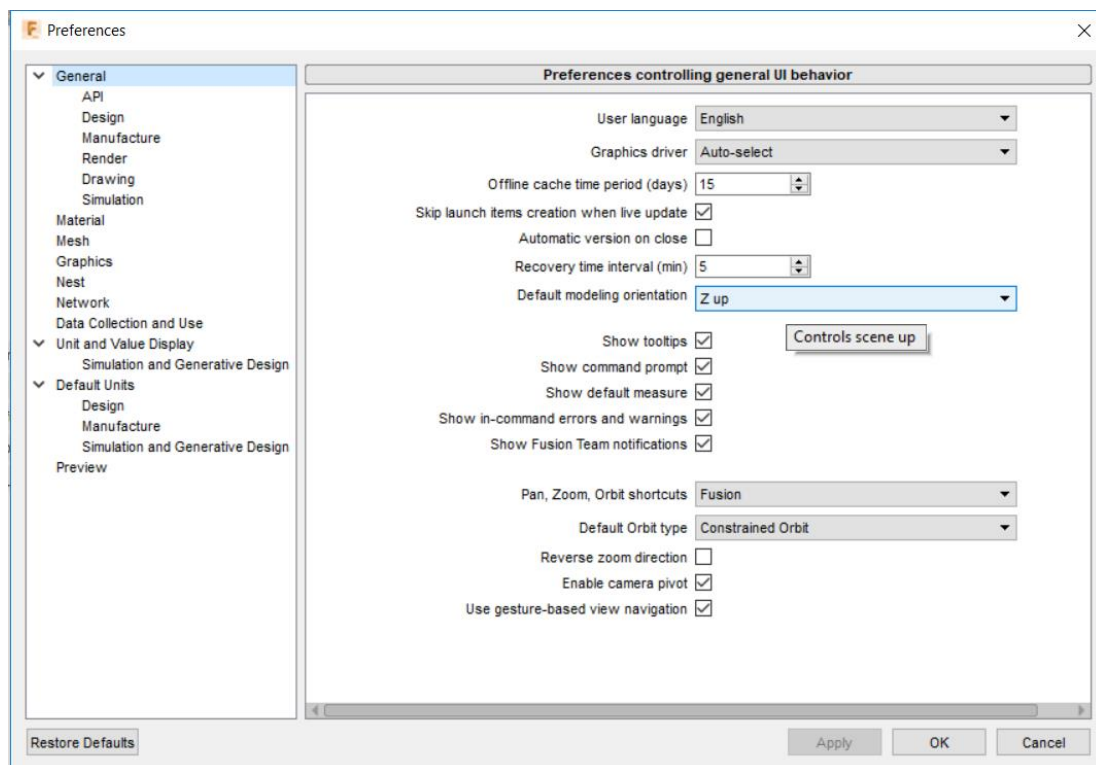 Preferences
General
API
Design
Manufacture
Render
Drawing
Simulation
Material
Mesh
Graphics
Nest
Network
Data Collection and Use
Unit and Value Display
Simulation and Generative Design
Default Units
Design
Manufacture
Simulation and Generative Design
Preview
Preferences controlling general UI behavior
User language English
Graphics driver Auto-select
Offline cache time period (days) 15
Skip launch items creation when live update
Automatic version on close
Recovery time interval (min) 5
Default modeling orientation Z up
Controls scene up
Show tooltips
Show command prompt
Show default measure
Show in-command errors and warnings
Show Fusion Team notifications
Pan, Zoom, Orbit shortcuts Fusion
Default Orbit type Constrained Orbit
Reverse zoom direction
Enable camera pivot
Use gesture-based view navigation
Restore Defaults Apply OK Cancel